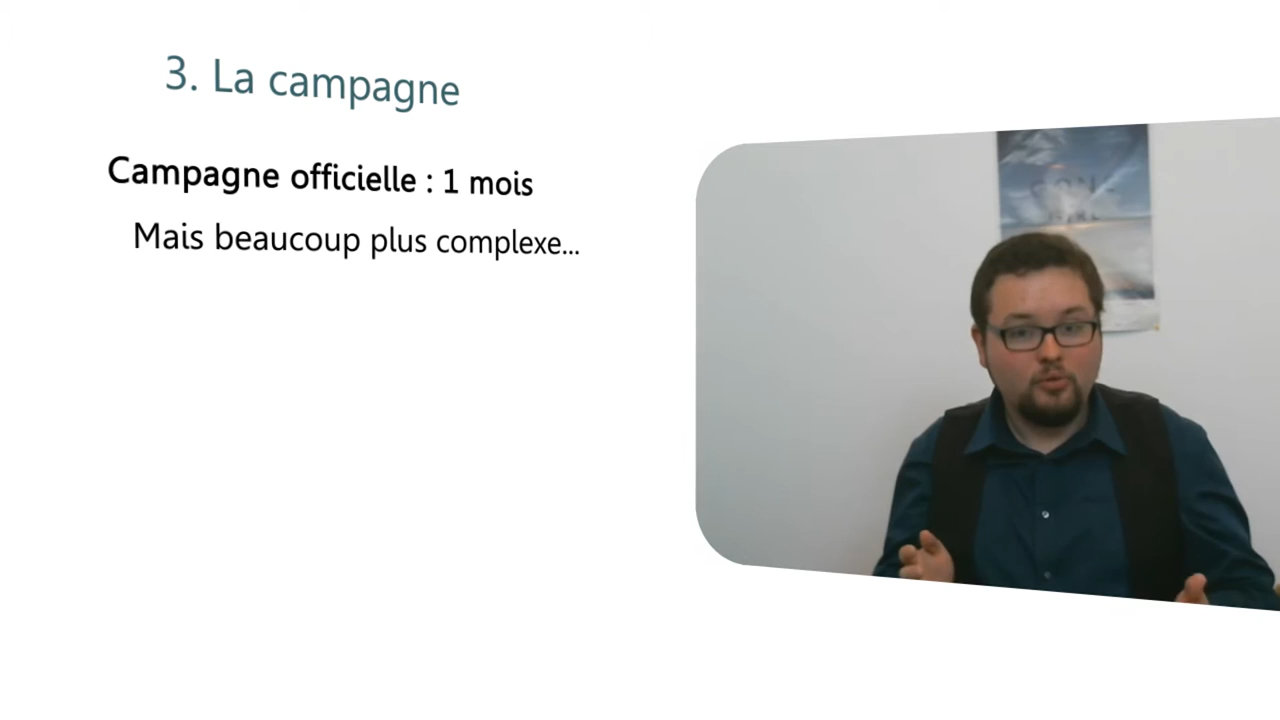 3. La campagne
Campagne officielle : 1 mois
Mais beaucoup plus complexe...